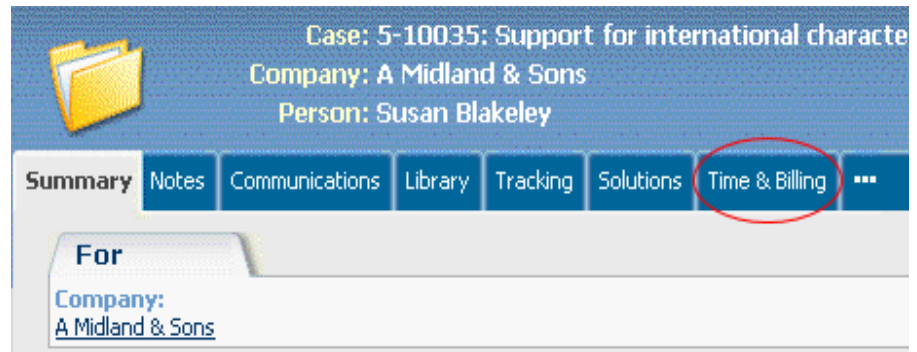 Case: 5-10035: Support for international characte
Company: A Midland & Sons
Person: Susan Blakeley
Summary Notes Communications Library Tracking Solutions Time & Billing ...
For
Company:
A Midland & Sons